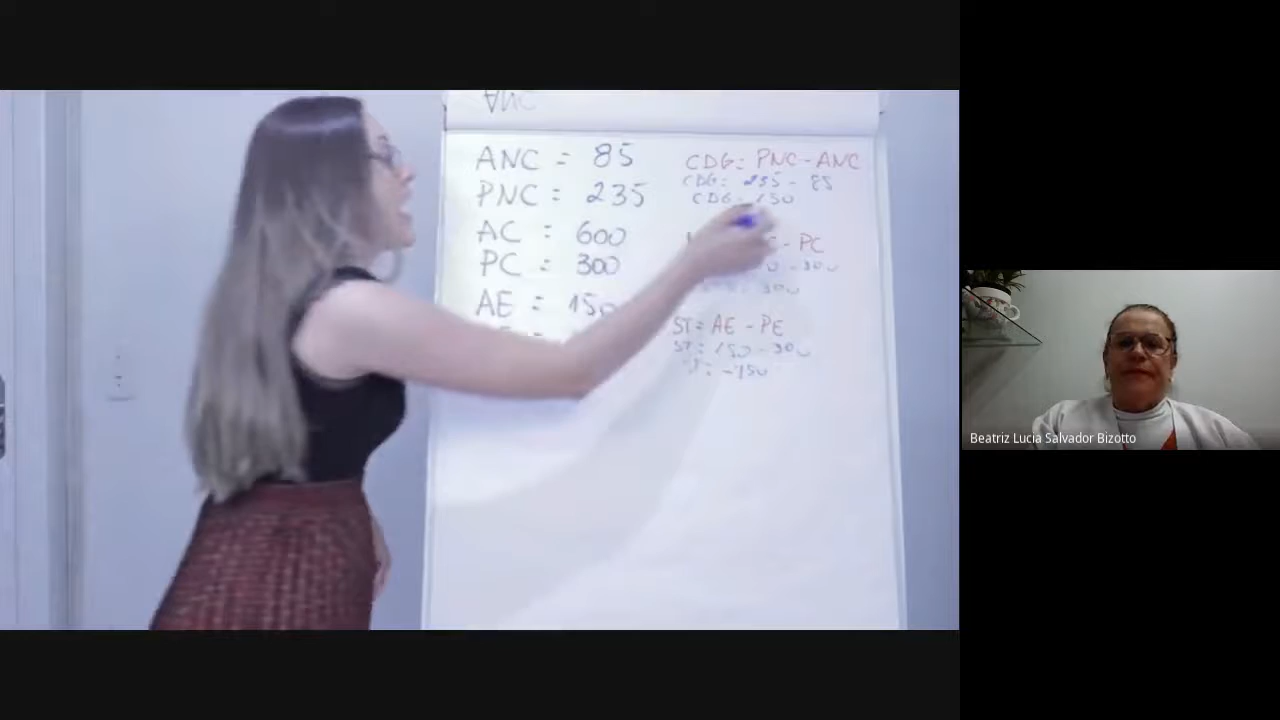 ANC
ANC = 85
PNC = 235
AC = 600
PC = 300
AE = 150
CDG: PNC-ANC
CDG: 235 - 85
CDG = 150
- PC
- 300
300
ST = AE - PE
ST: 150 - 300
ST: -150
Beatriz Lucia Salvador Bizotto